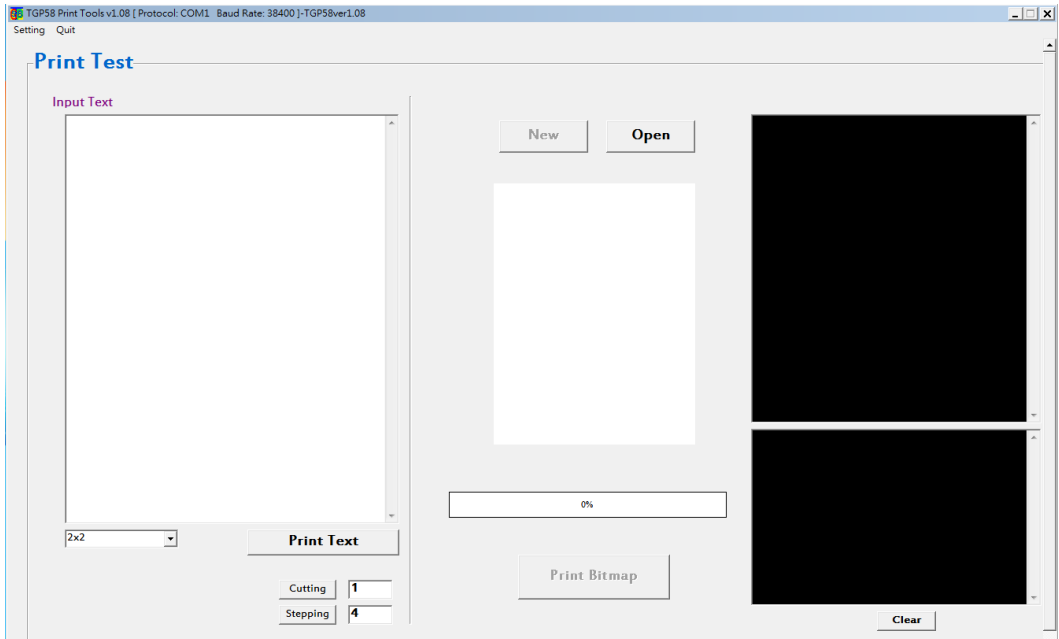 TGP58 Print Tools v1.08 [ Protocol: COM1 Baud Rate: 38400 ]-TGP58ver1.08
Setting Quit
Print Test
Input Text
New Open
0%
2x2
Print Text
Print Bitmap
Cutting 1
Stepping 4
Clear